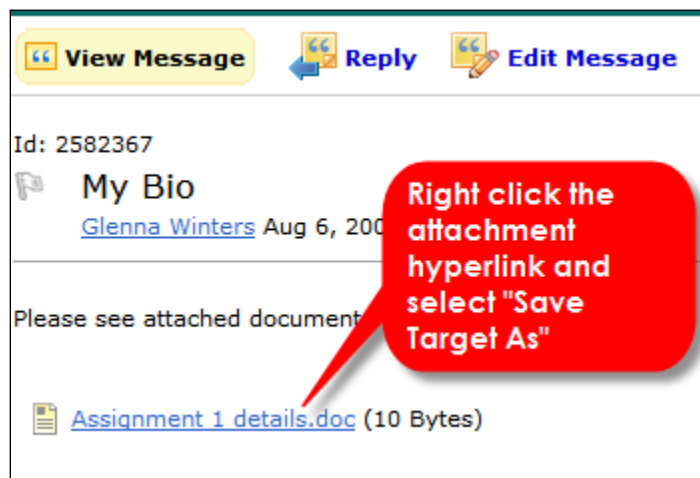 View Message Reply Edit Message
Id: 2582367
My Bio
Glenna Winters Aug 6, 200
Right click the
attachment
hyperlink and
select "Save
Target As"
Please see attached document
Assignment 1 details.doc (10 Bytes)